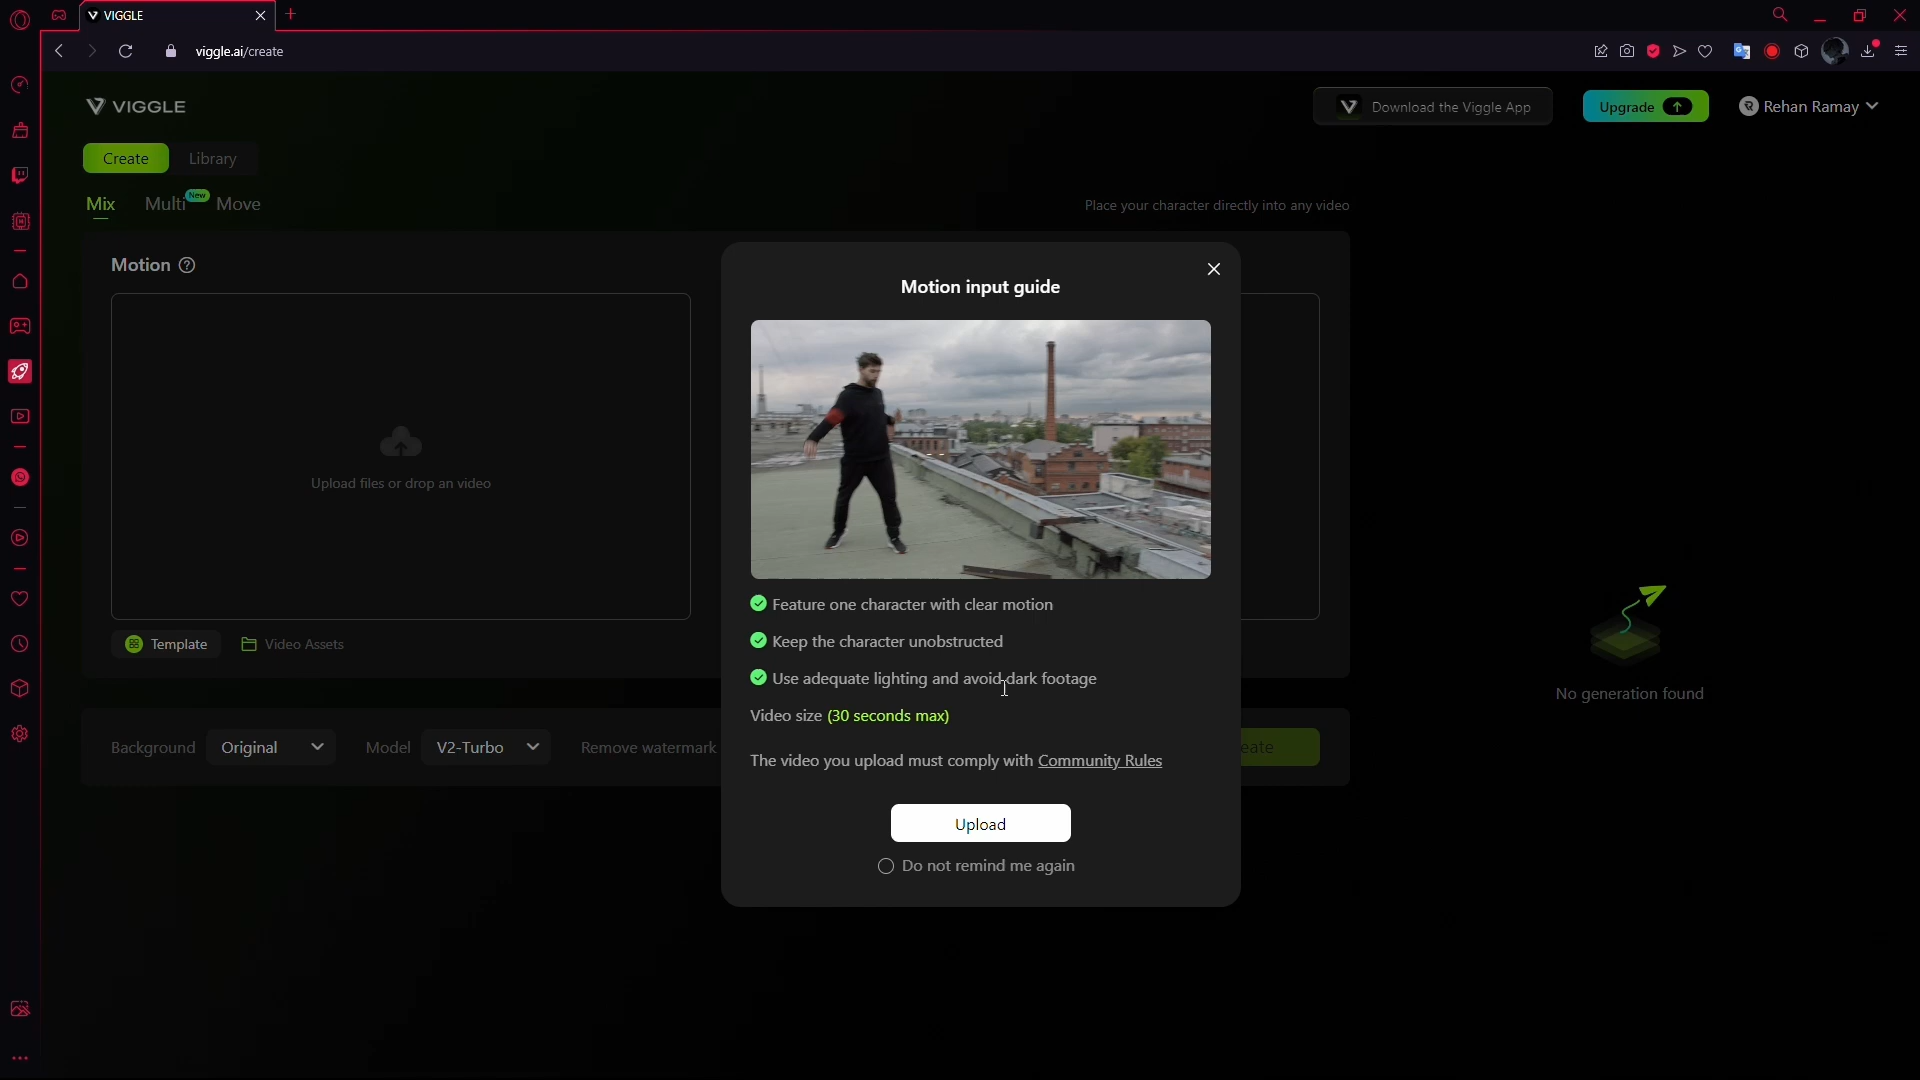 VIGGLE
viggle.ai/create
VIGGLE
Download the Viggle App
Upgrade
Rehan Ramay
Create
Library
Mix
Multi
New
Move
Place your character directly into any video
Motion
Upload files or drop an video
Template
Video Assets
Background
Original
Model
V2-Turbo
Remove watermark
eate
No generation found
Motion input guide
Feature one character with clear motion
Keep the character unobstructed
Use adequate lighting and avoid dark footage
Video size (30 seconds max)
The video you upload must comply with Community Rules
Upload
Do not remind me again